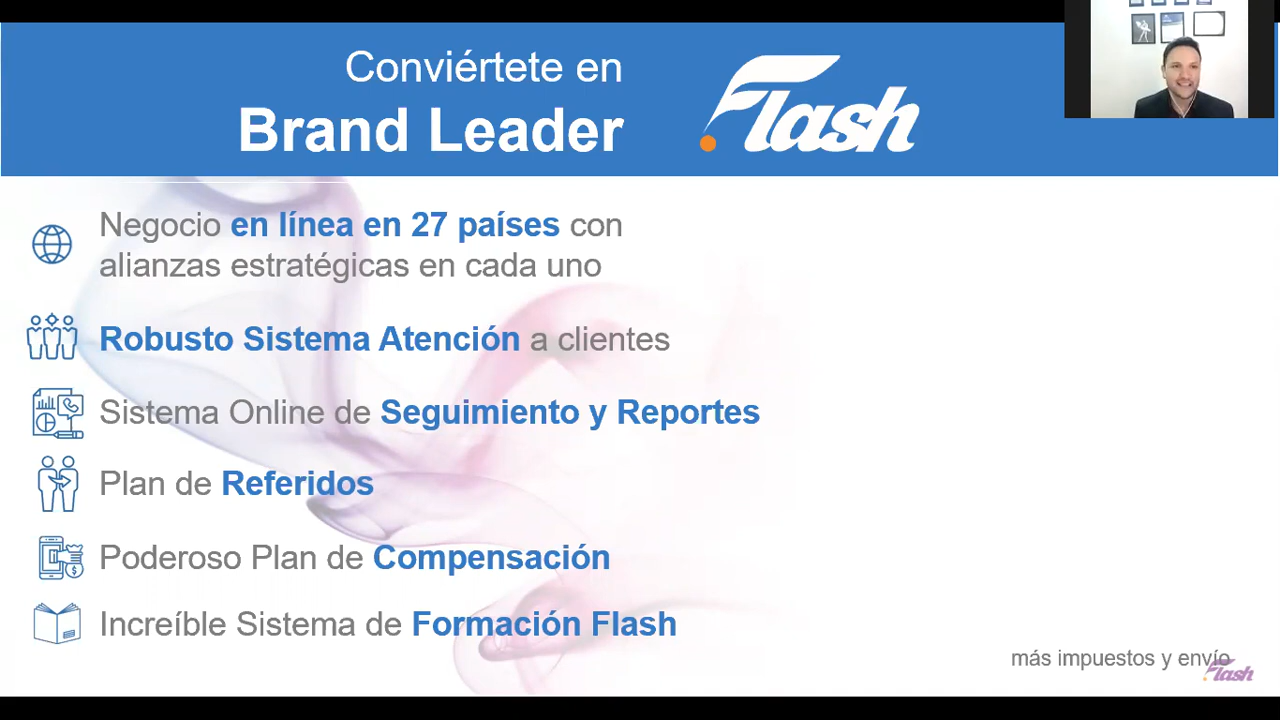 Conviértete en
Brand Leader
Flash
Negocio en línea en 27 países con
alianzas estratégicas en cada uno
Robusto Sistema Atención a clientes
Sistema Online de Seguimiento y Reportes
Plan de Referidos
Poderoso Plan de Compensación
Increíble Sistema de Formación Flash
más impuestos y envío
Flash